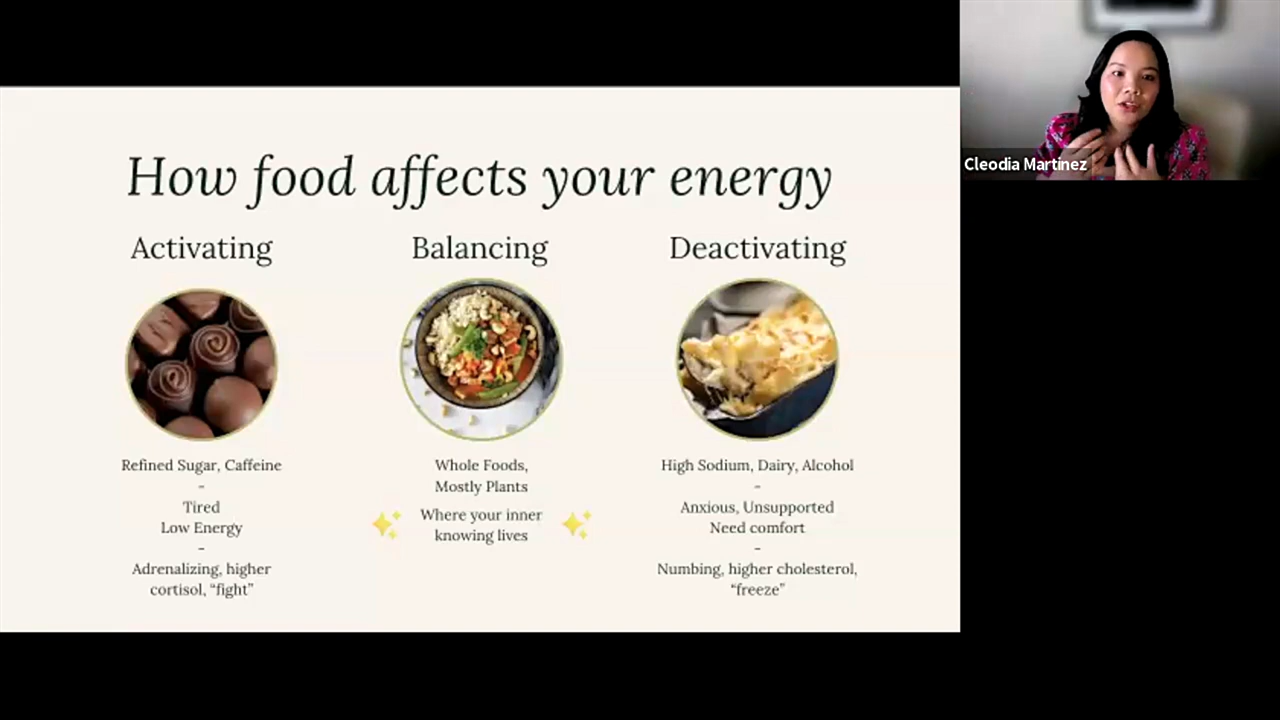 How food affects your energy
Activating
Refined Sugar, Caffeine
-
Tired
Low Energy
-
Adrenalizing, higher
cortisol, “fight”
Balancing
Whole Foods,
Mostly Plants
Where your inner
knowing lives
Deactivating
High Sodium, Dairy, Alcohol
-
Anxious, Unsupported
Need comfort
-
Numbing, higher cholesterol,
“freeze”
Cleodia Martinez